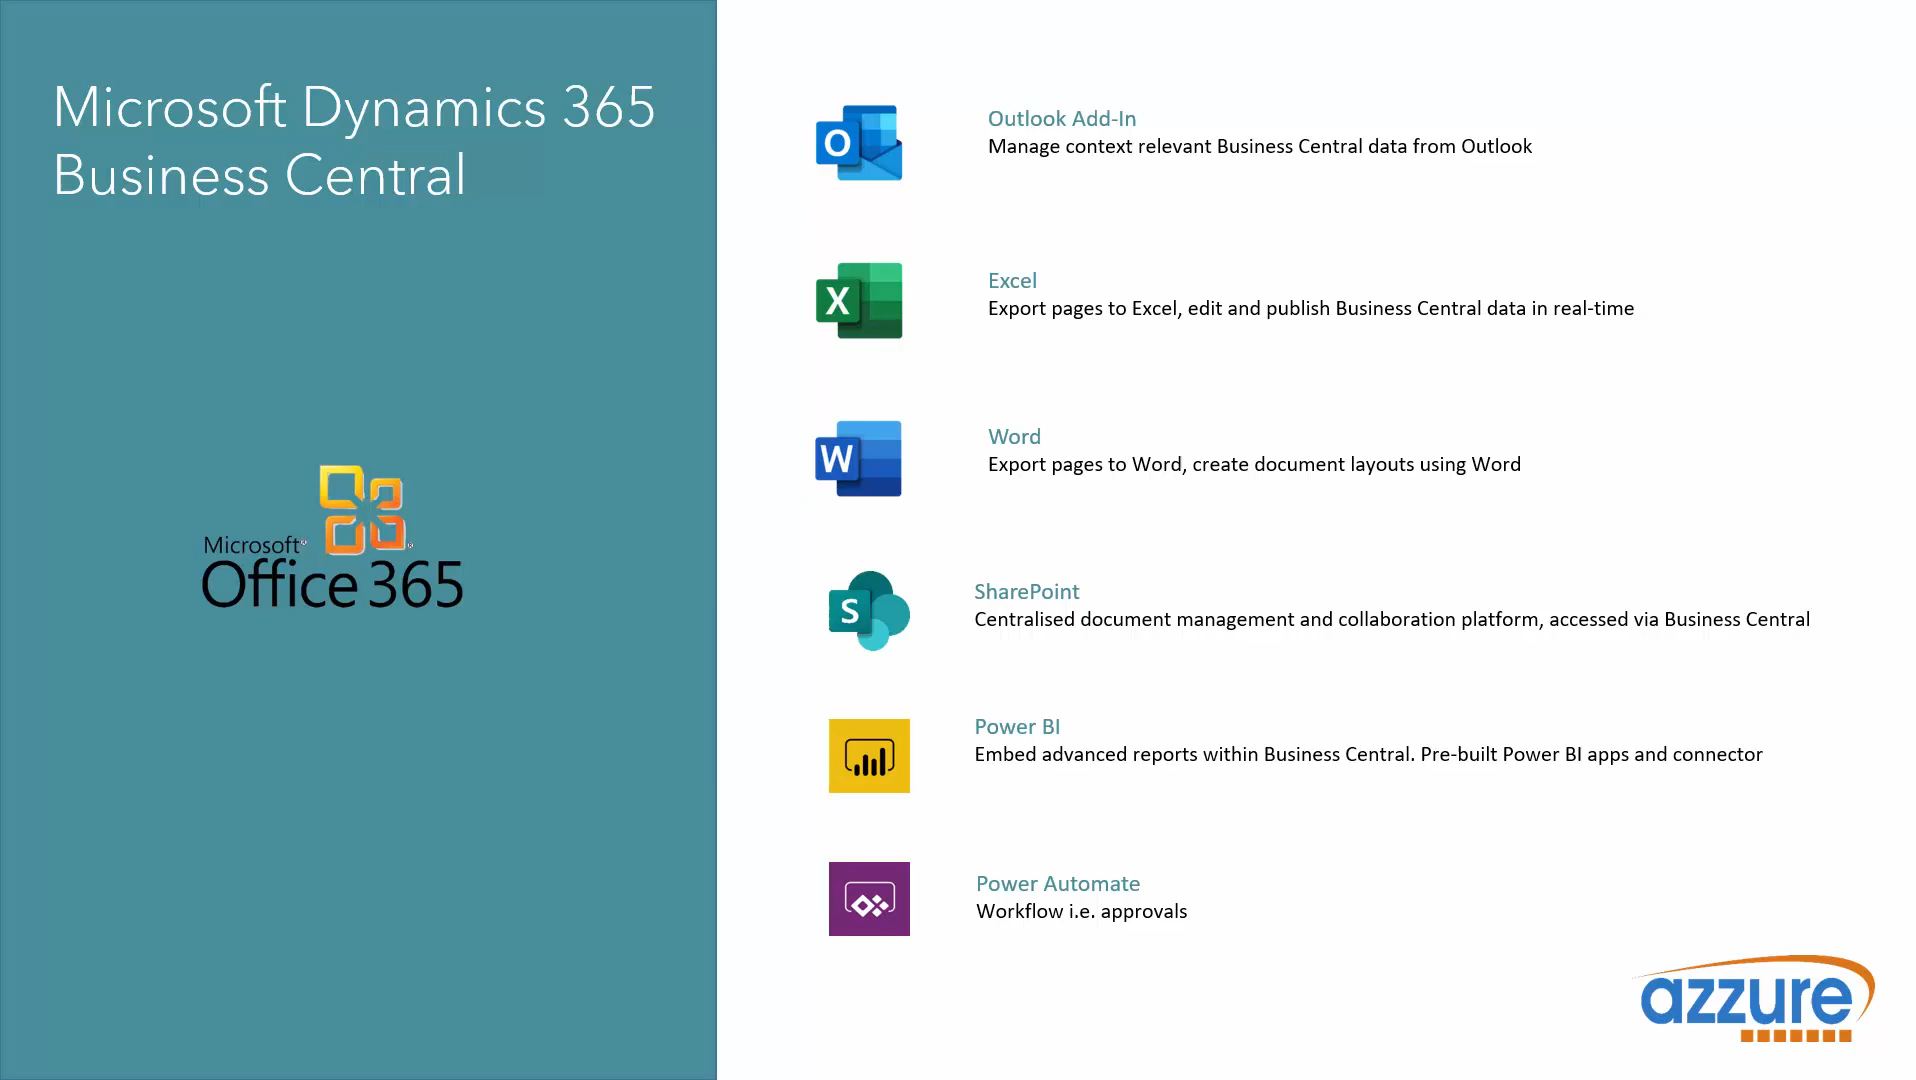 Microsoft Dynamics 365
Business Central
Microsoft®
Office 365
Outlook Add-In
Manage context relevant Business Central data from Outlook
Excel
Export pages to Excel, edit and publish Business Central data in real-time
Word
Export pages to Word, create document layouts using Word
SharePoint
Centralised document management and collaboration platform, accessed via Business Central
Power BI
Embed advanced reports within Business Central. Pre-built Power BI apps and connector
Power Automate
Workflow i.e. approvals
azzure